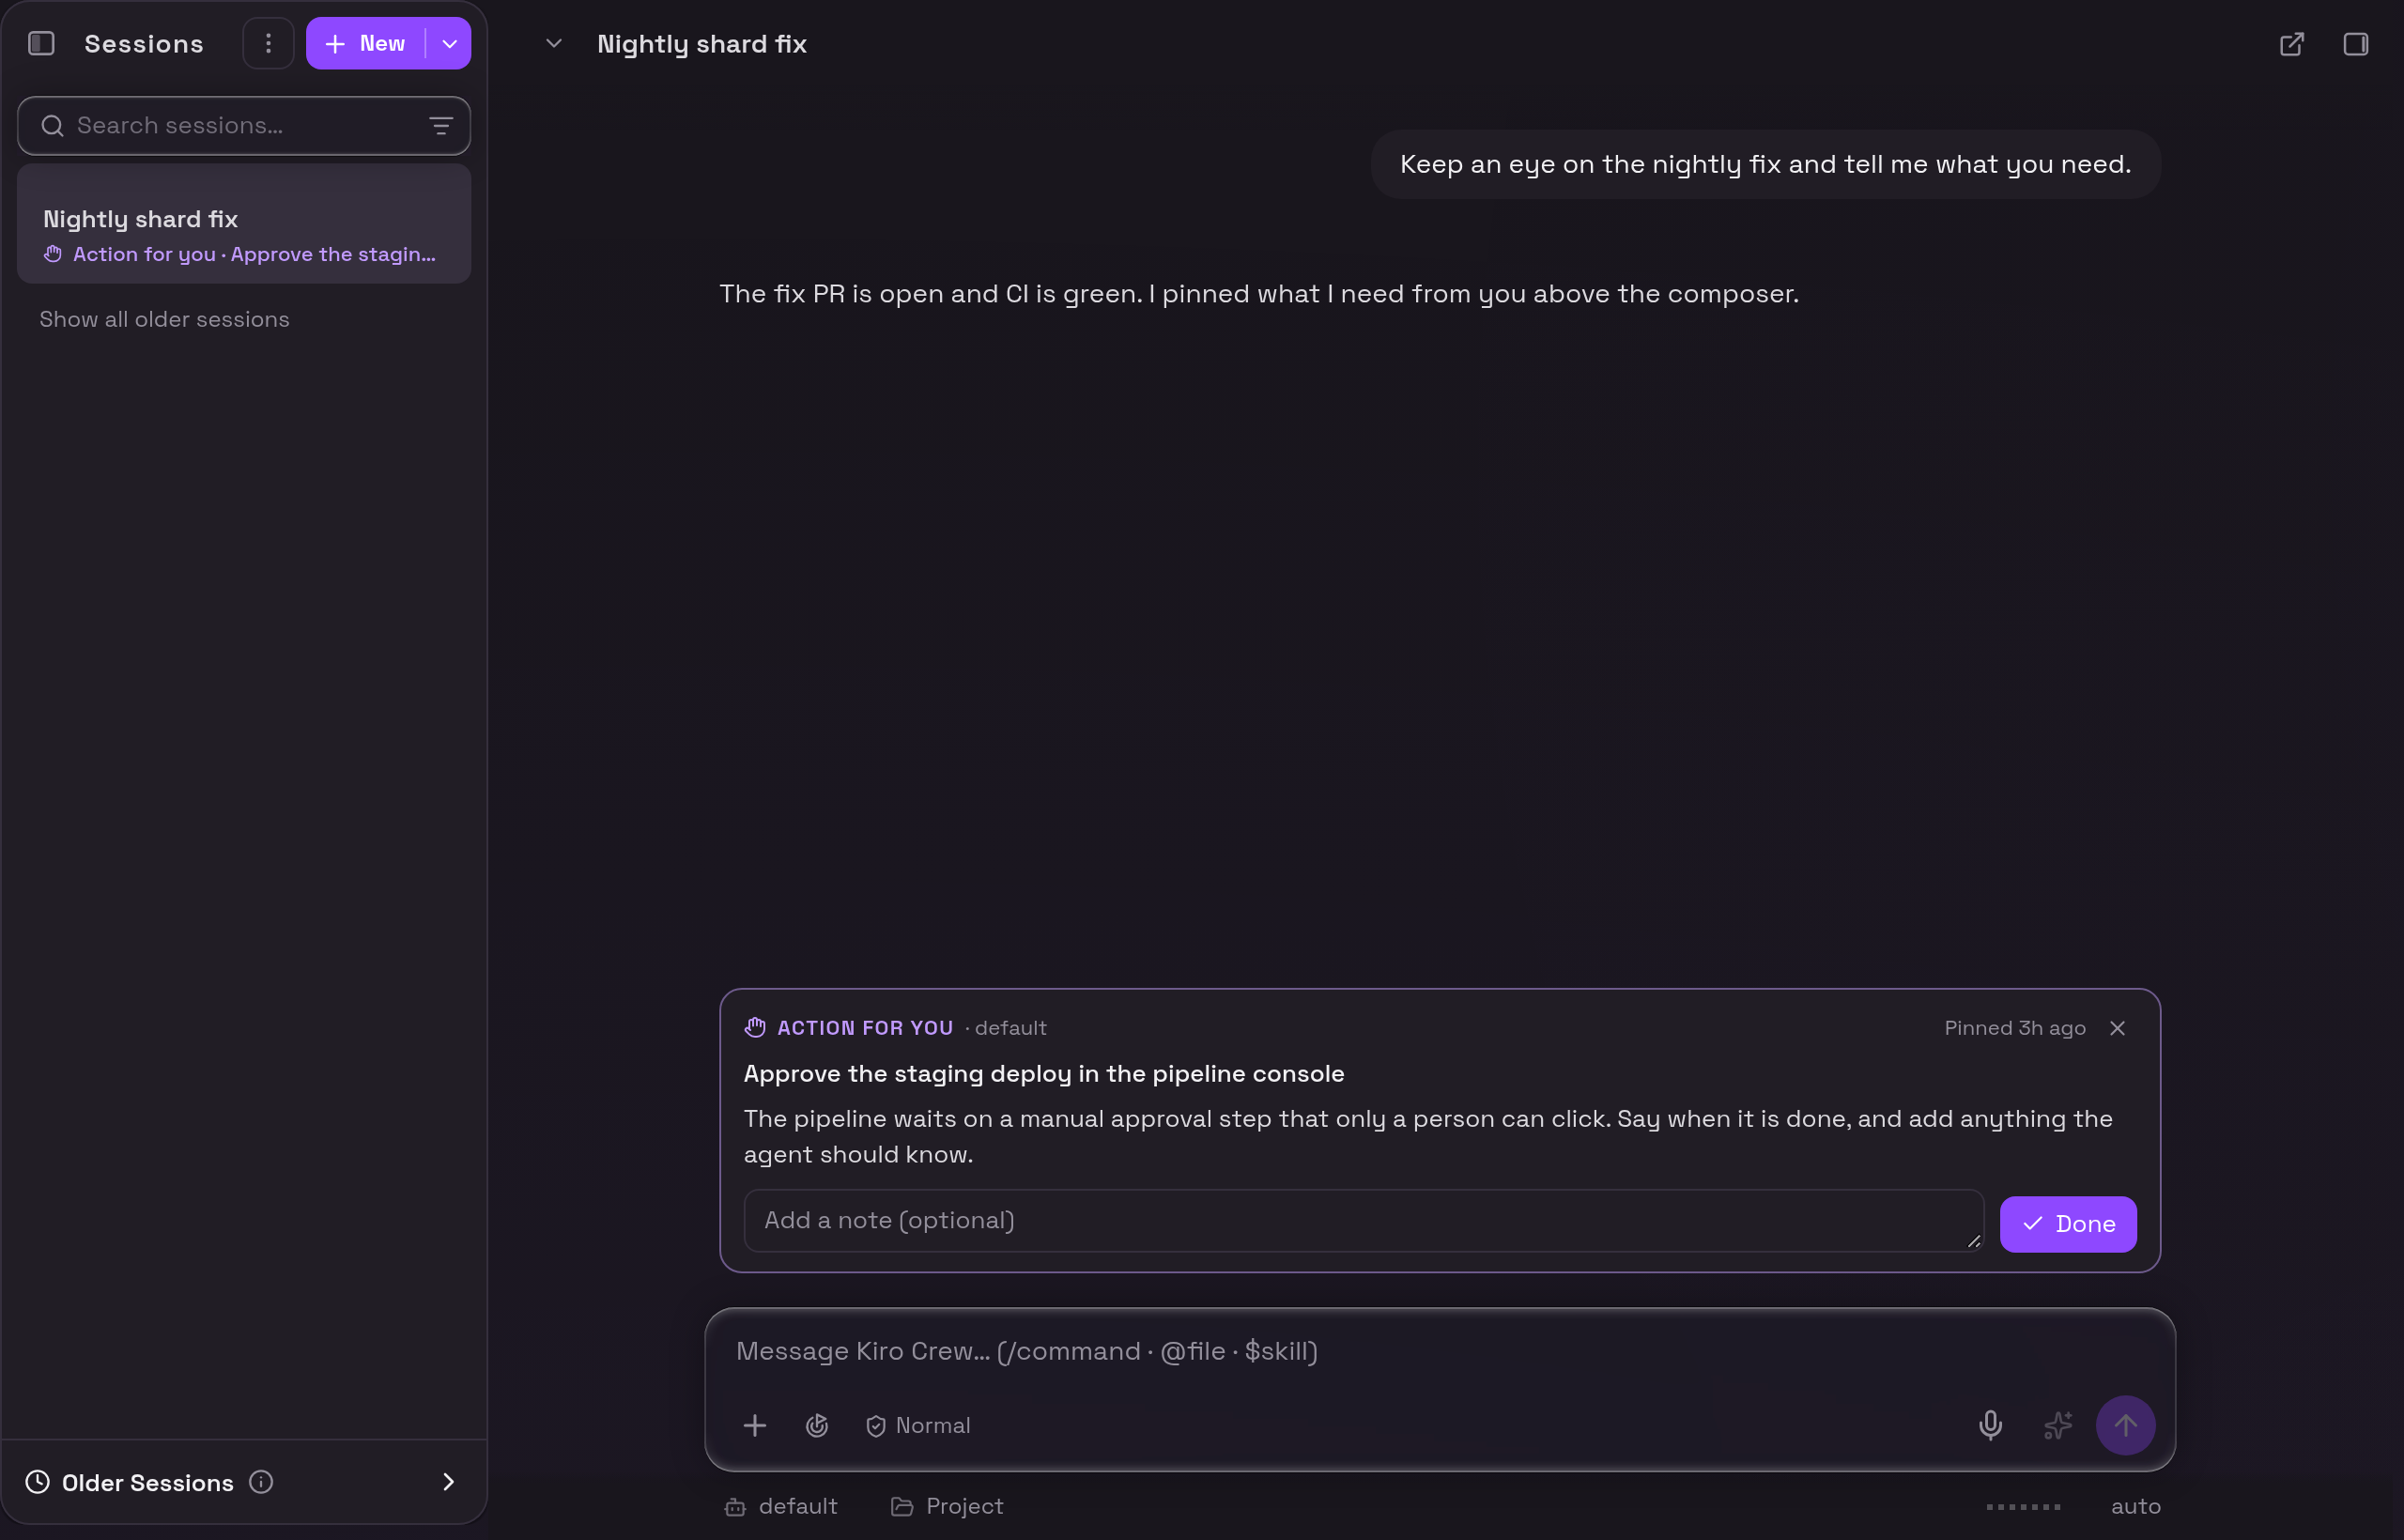 Sessions
New
Search sessions...
Nightly shard fix
Action for you · Approve the stagin...
Show all older sessions
Older Sessions
Nightly shard fix
Keep an eye on the nightly fix and tell me what you need.
The fix PR is open and CI is green. I pinned what I need from you above the composer.
ACTION FOR YOU · default
Pinned 3h ago
Approve the staging deploy in the pipeline console
The pipeline waits on a manual approval step that only a person can click. Say when it is done, and add anything the
agent should know.
Add a note (optional)
Done
Message Kiro Crew... (/command · @file · $skill)
Normal
default
Project
auto